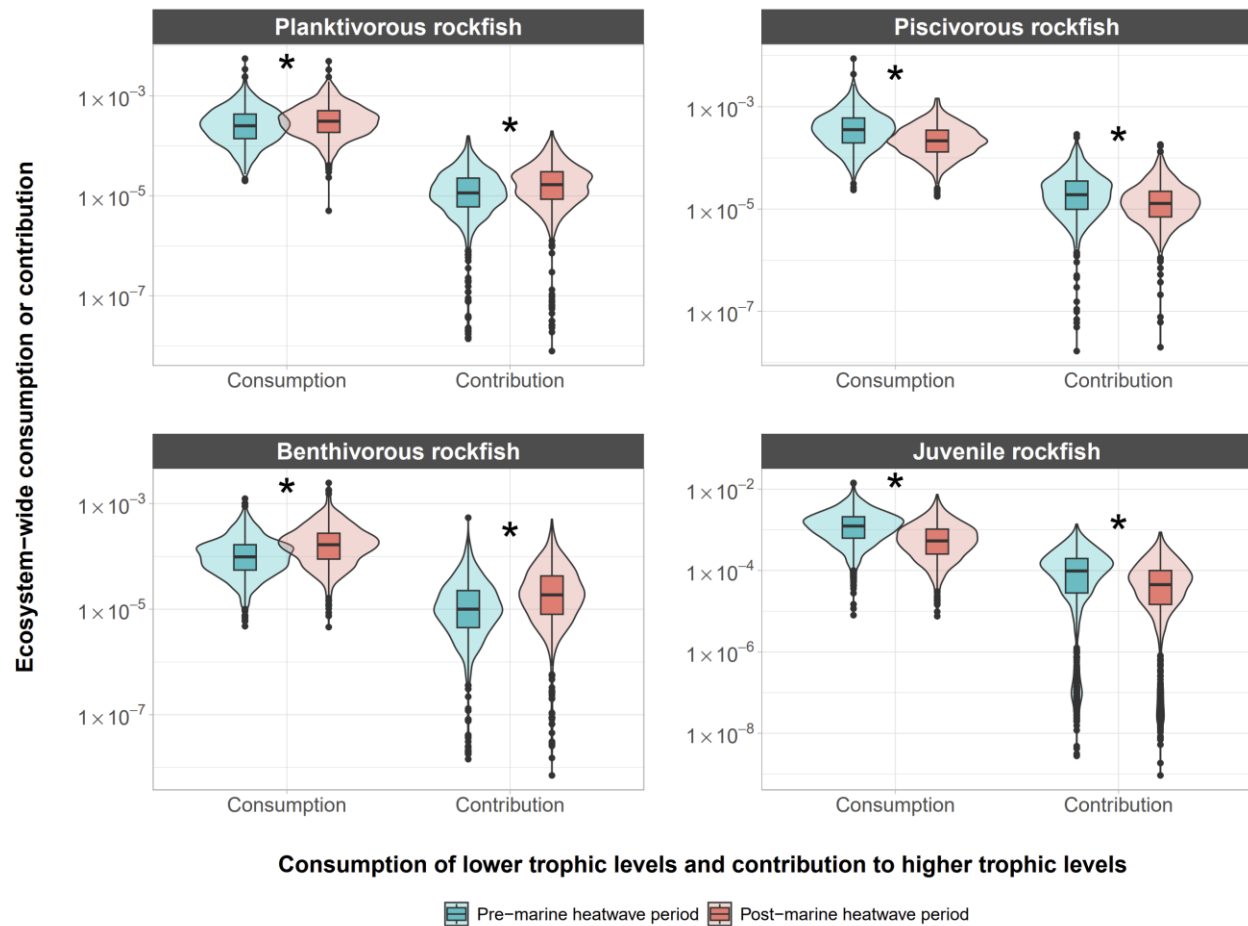 Planktivorous rockfish
Piscivorous rockfish
*
*
*
*
1 × 10⁻³
1 × 10⁻⁵
1 × 10⁻⁷
1 × 10⁻³
1 × 10⁻⁵
1 × 10⁻⁷
Consumption
Contribution
Consumption
Contribution
Ecosystem−wide consumption or contribution
Benthivorous rockfish
Juvenile rockfish
*
*
*
*
1 × 10⁻³
1 × 10⁻⁵
1 × 10⁻⁷
1 × 10⁻²
1 × 10⁻⁴
1 × 10⁻⁶
1 × 10⁻⁸
Consumption
Contribution
Consumption
Contribution
Consumption of lower trophic levels and contribution to higher trophic levels
Pre−marine heatwave period
Post−marine heatwave period